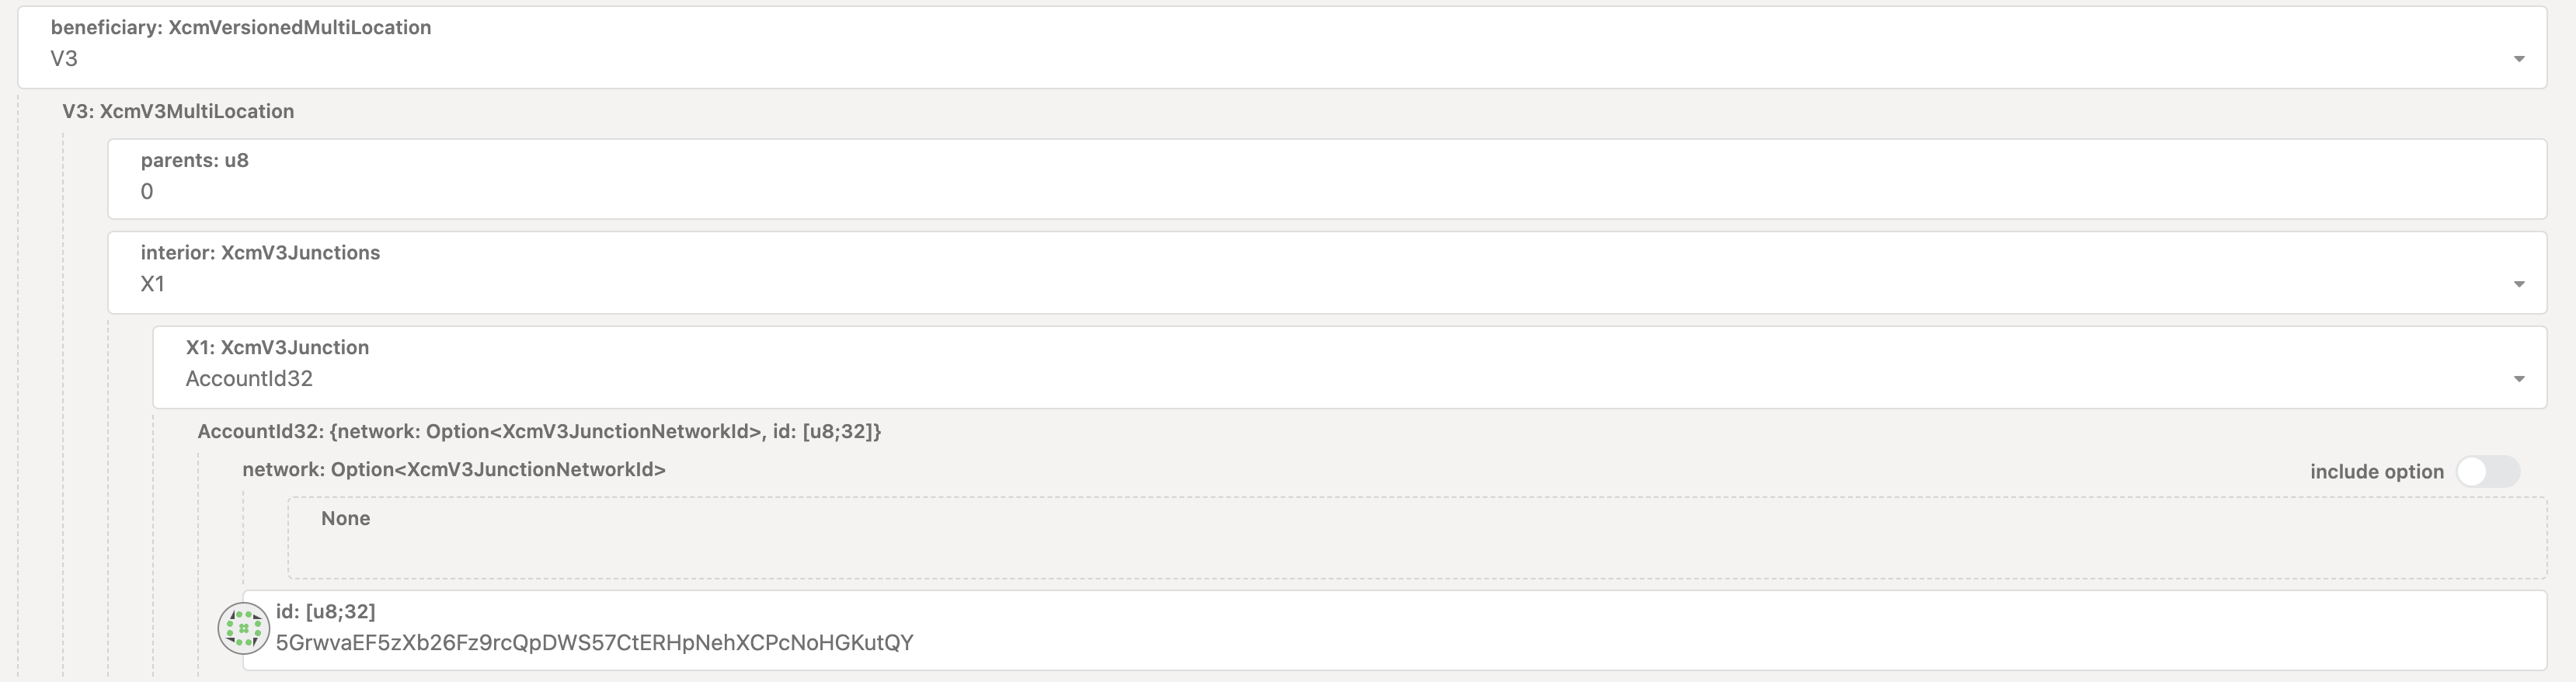 beneficiary: XcmVersionedMultiLocation
V3
V3: XcmV3MultiLocation
parents: u8
0
interior: XcmV3Junctions
X1
X1: XcmV3Junction
AccountId32
AccountId32: {network: Option<XcmV3JunctionNetworkId>, id: [u8;32]}
network: Option<XcmV3JunctionNetworkId>
include option
None
id: [u8;32]
5GrwvaEF5zXb26Fz9rcQpDWS57CtERHpNehXCPcNoHGKutQY